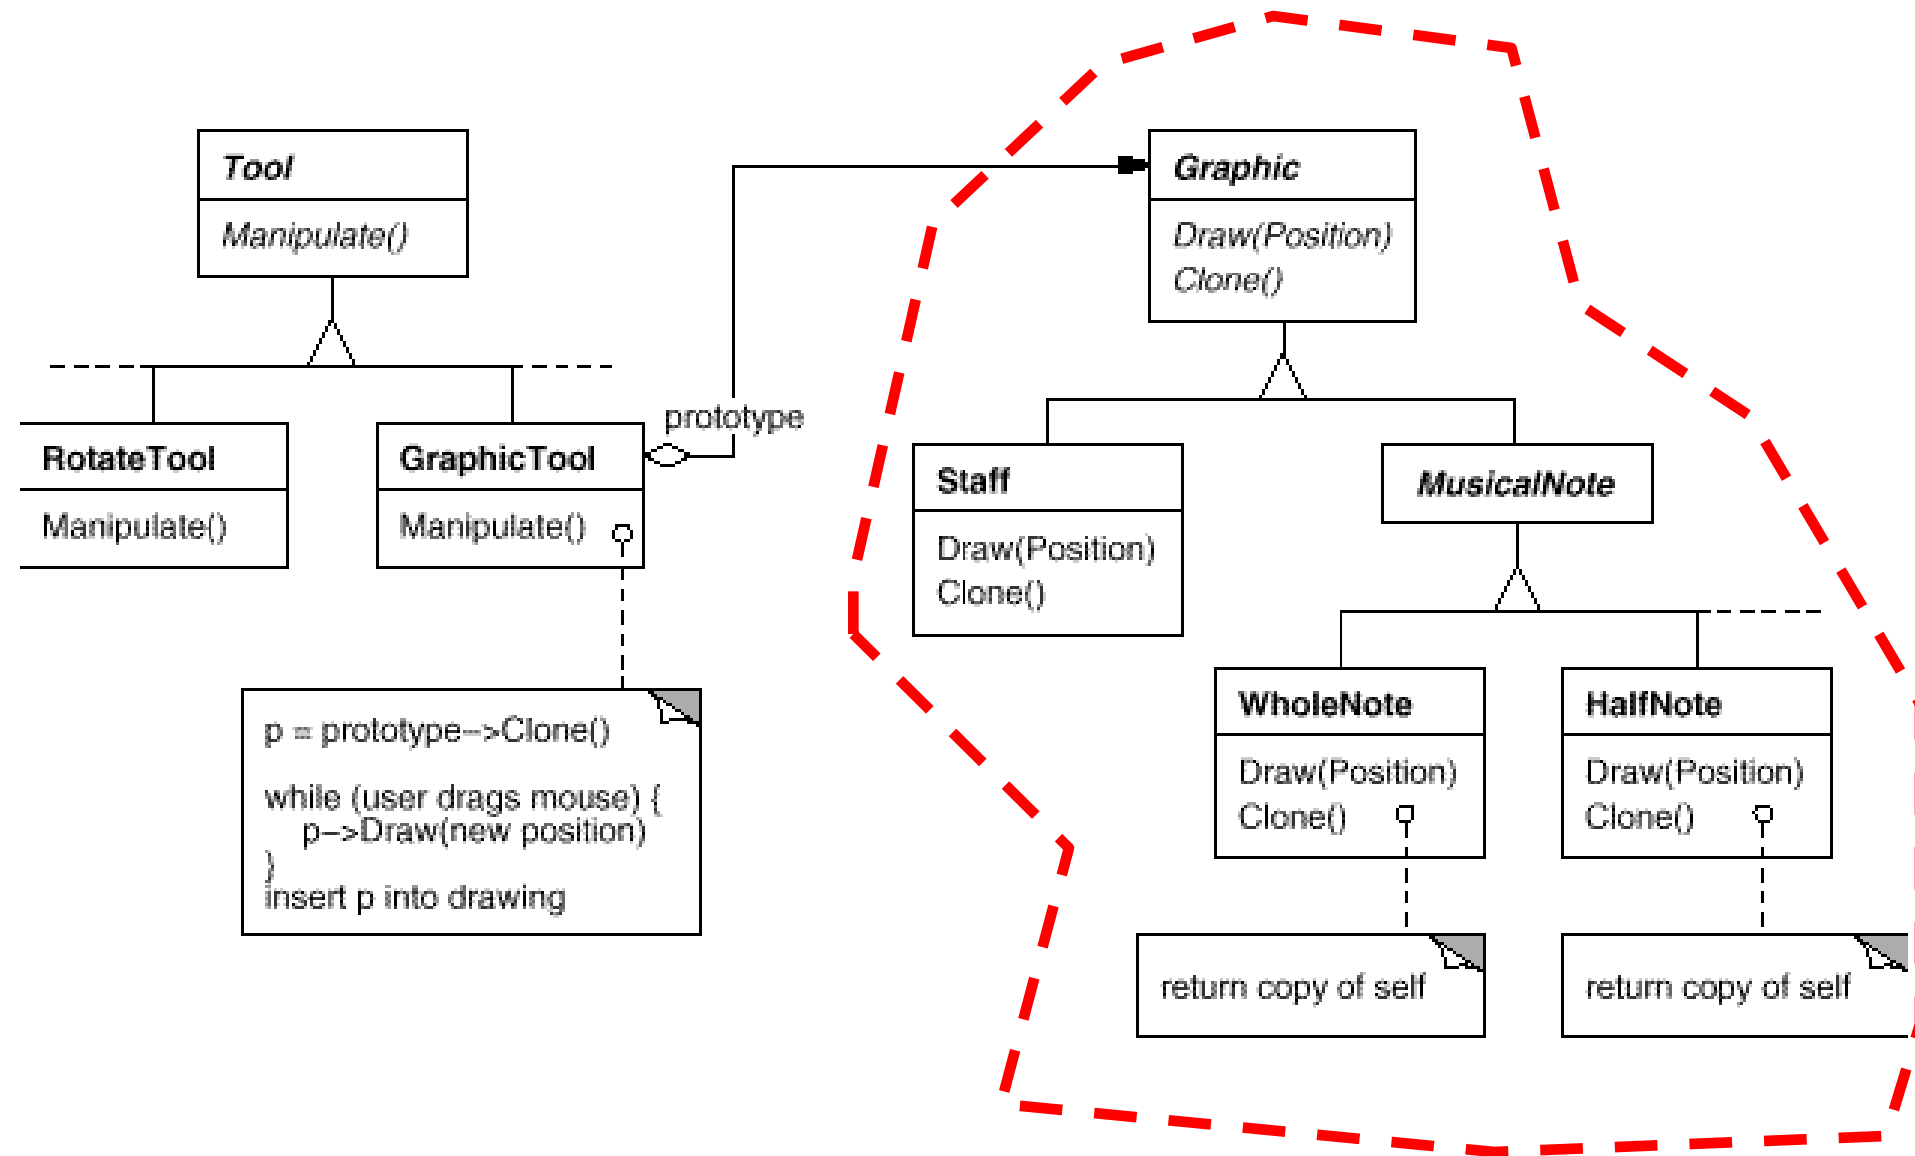 Tool
Manipulate()
Graphic
Draw(Position)
Clone()
prototype
RotateTool
Manipulate()
GraphicTool
Manipulate()
Staff
Draw(Position)
Clone()
MusicalNote
WholeNote
Draw(Position)
Clone()
HalfNote
Draw(Position)
Clone()
p = prototype->Clone()
while (user drags mouse) {
p->Draw(new position)
}
insert p into drawing
return copy of self
return copy of self